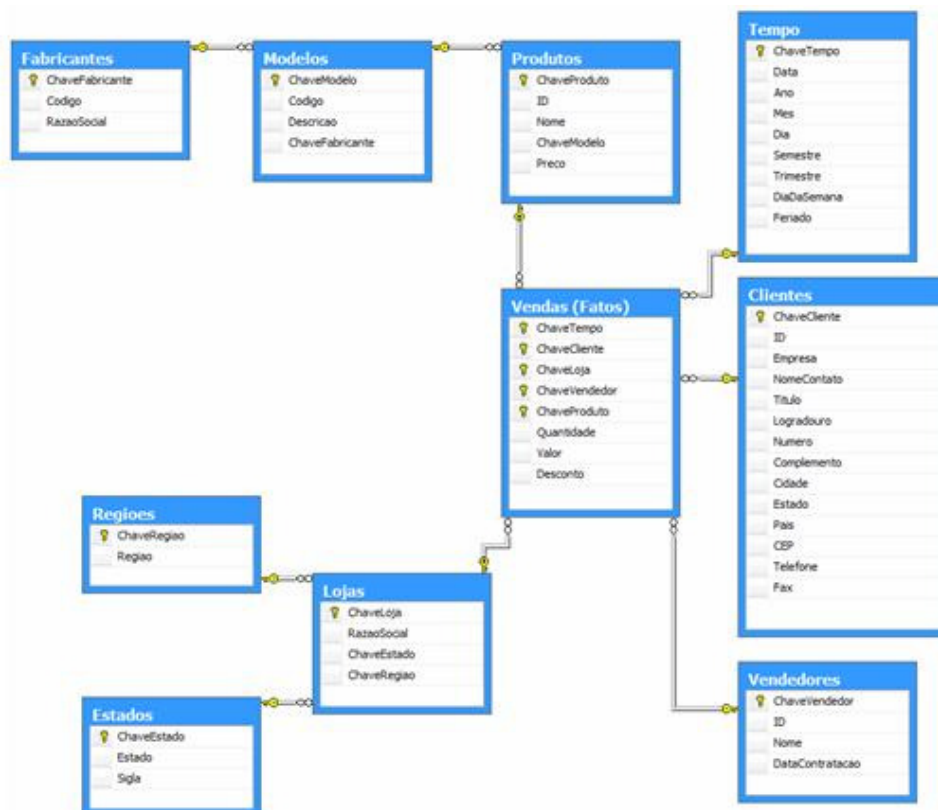 Fabricantes
ChaveFabricante
Codigo
RazaoSocial
Modelos
ChaveModelo
Codigo
Descricao
ChaveFabricante
Produtos
ChaveProduto
ID
Nome
ChaveModelo
Preco
Tempo
ChaveTempo
Data
Ano
Mes
Dia
Semestre
Trimestre
DiaDaSemana
Feriado
Vendas (Fatos)
ChaveTempo
ChaveCliente
ChaveLoja
ChaveVendedor
ChaveProduto
Quantidade
Valor
Desconto
Clientes
ChaveCliente
ID
Empresa
NomeContato
Titulo
Logradouro
Numero
Complemento
Cidade
Estado
Pais
CEP
Telefone
Fax
Regioes
ChaveRegiao
Regiao
Lojas
ChaveLoja
RazaoSocial
ChaveEstado
ChaveRegiao
Estados
ChaveEstado
Estado
Sigla
Vendedores
ChaveVendedor
ID
Nome
DataContratacao